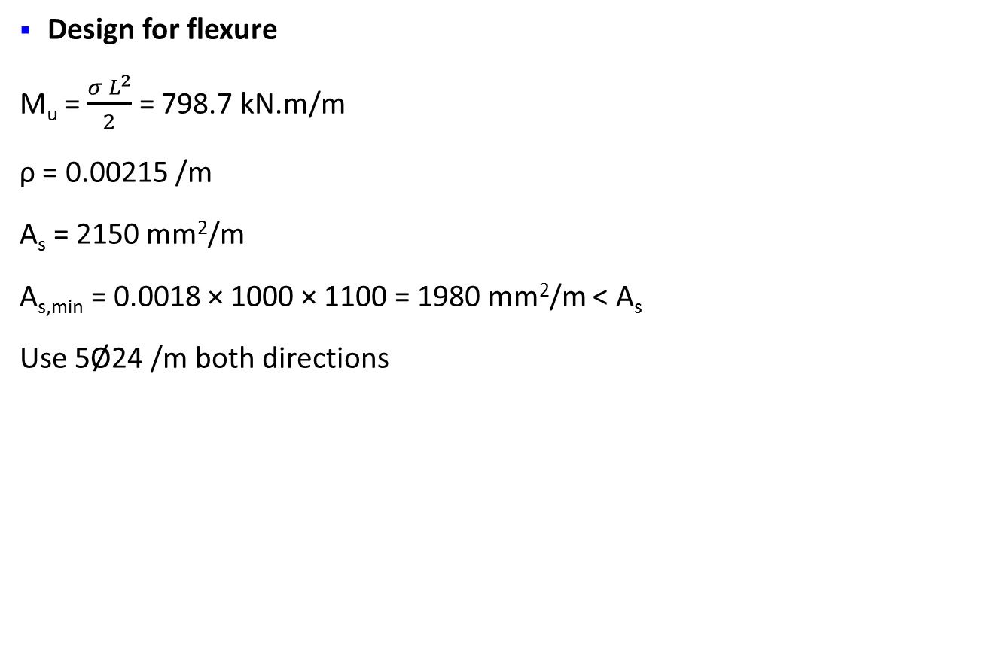 ▪ Design for flexure
Mᵤ = σ L² / 2 = 798.7 kN.m/m
ρ = 0.00215 /m
Aₛ = 2150 mm²/m
A_s,min = 0.0018 × 1000 × 1100 = 1980 mm²/m < Aₛ
Use 5Ø24 /m both directions